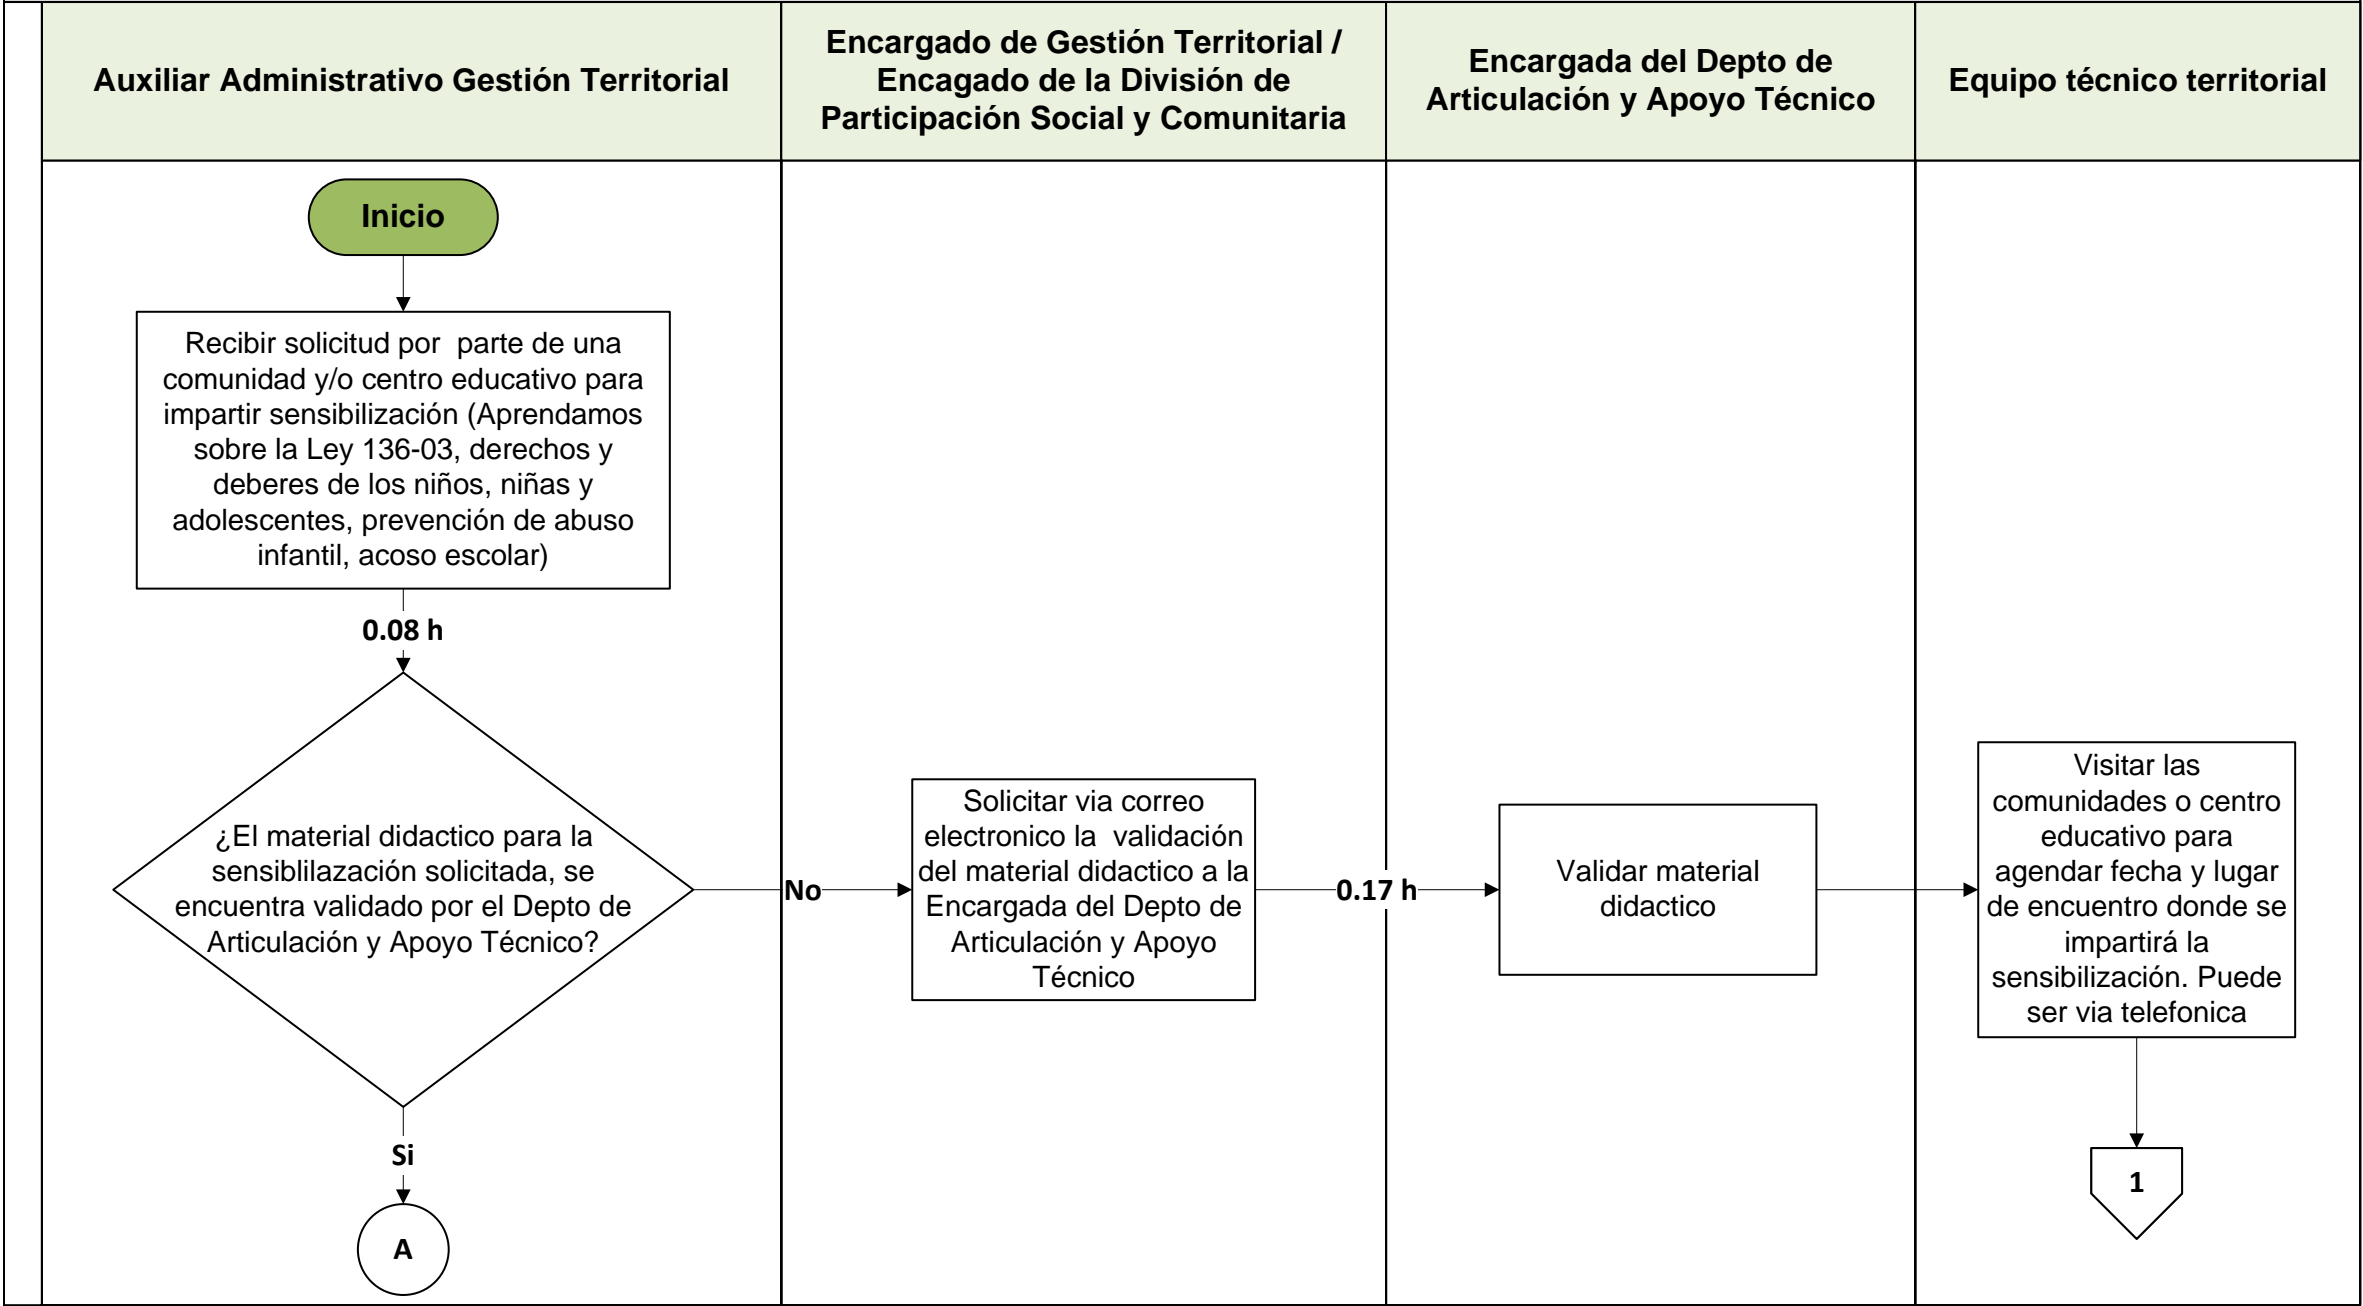 Auxiliar Administrativo Gestión Territorial
Encargado de Gestión Territorial /
Encagado de la División de
Participación Social y Comunitaria
Encargada del Depto de
Articulación y Apoyo Técnico
Equipo técnico territorial
Inicio
Recibir solicitud por  parte de una
comunidad y/o centro educativo para
impartir sensibilización (Aprendamos
sobre la Ley 136-03, derechos y
deberes de los niños, niñas y
adolescentes, prevención de abuso
infantil, acoso escolar)
0.08 h
¿El material didactico para la
sensiblilazación solicitada, se
encuentra validado por el Depto de
Articulación y Apoyo Técnico?
No
Solicitar via correo
electronico la  validación
del material didactico a la
Encargada del Depto de
Articulación y Apoyo
Técnico
0.17 h
Validar material
didactico
Visitar las
comunidades o centro
educativo para
agendar fecha y lugar
de encuentro donde se
impartirá la
sensibilización. Puede
ser via telefonica
Si
A
1